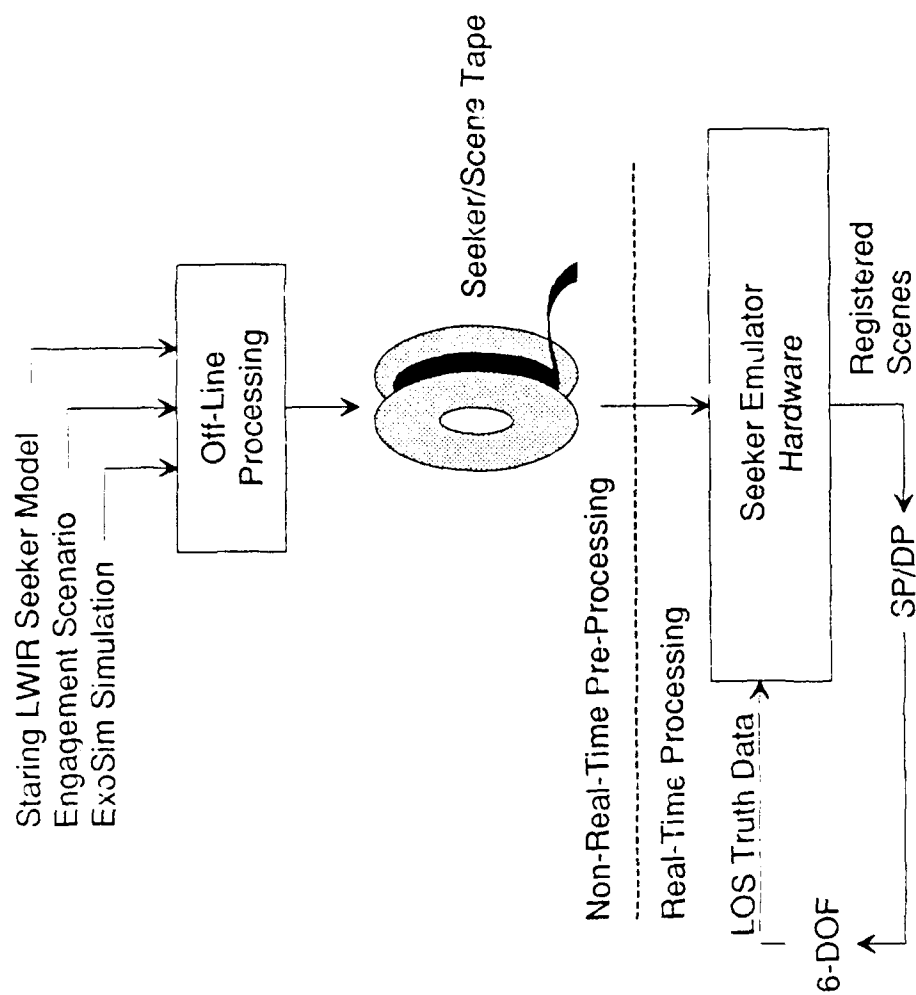 Staring LWIR Seeker Model
Engagement Scenario
ExoSim Simulation
Off-Line
Processing
Seeker/Scene Tape
Non-Real-Time Pre-Processing
Real-Time Processing
LOS Truth Data
Seeker Emulator
Hardware
Registered
Scenes
6-DOF
SP/DP